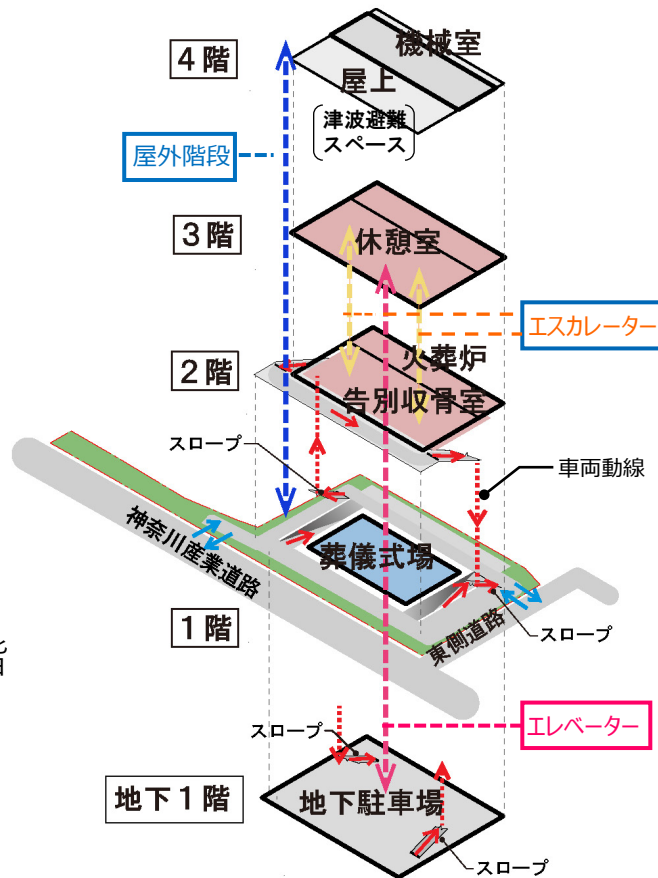 機械室
4階
屋上
津波避難
スペース
屋外階段
3階
休憩室
エスカレーター
火葬炉
2階
告別収骨室
スロープ
車両動線
神奈川産業道路
葬儀式場
1階
東側道路
スロープ
エレベーター
スロープ
地下1階
地下駐車場
スロープ